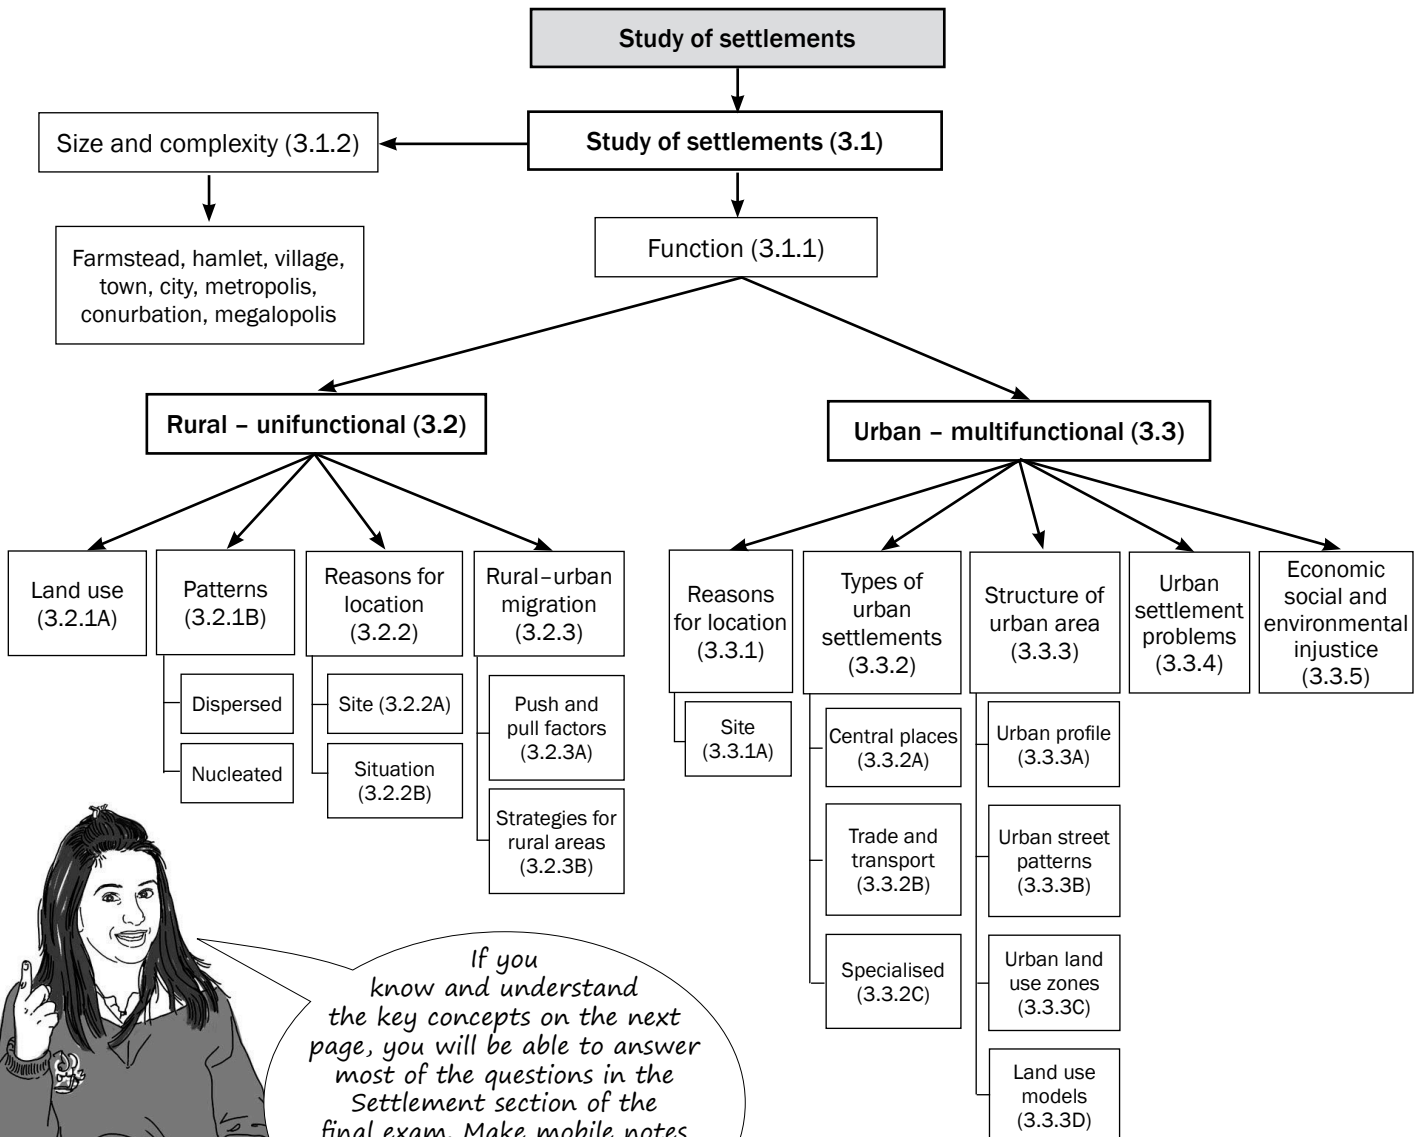 Study of settlements
Size and complexity (3.1.2)
Study of settlements (3.1)
Farmstead, hamlet, village,
town, city, metropolis,
conurbation, megalopolis
Function (3.1.1)
Rural – unifunctional (3.2)
Urban – multifunctional (3.3)
Land use
(3.2.1A)
Patterns
(3.2.1B)
Dispersed
Nucleated
Reasons for
location
(3.2.2)
Site (3.2.2A)
Situation
(3.2.2B)
Rural–urban
migration
(3.2.3)
Push and
pull factors
(3.2.3A)
Strategies for
rural areas
(3.2.3B)
Reasons
for location
(3.3.1)
Site
(3.3.1A)
Types of
urban
settlements
(3.3.2)
Central places
(3.3.2A)
Trade and
transport
(3.3.2B)
Specialised
(3.3.2C)
Structure of
urban area
(3.3.3)
Urban profile
(3.3.3A)
Urban street
patterns
(3.3.3B)
Urban land
use zones
(3.3.3C)
Land use
models
(3.3.3D)
Urban
settlement
problems
(3.3.4)
Economic
social and
environmental
injustice
(3.3.5)
If you
know and understand
the key concepts on the next
page, you will be able to answer
most of the questions in the
Settlement section of the
final exam. Make mobile notes